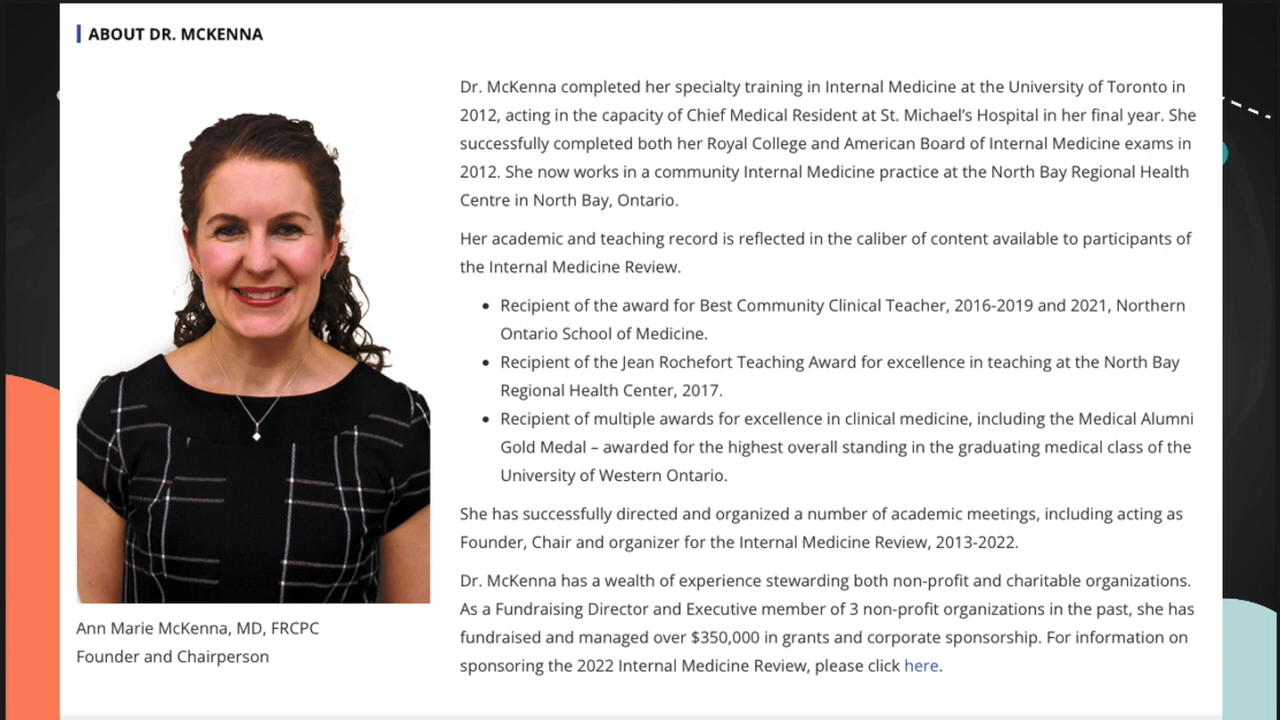 ABOUT DR. MCKENNA
Dr. McKenna completed her specialty training in Internal Medicine at the University of Toronto in
2012, acting in the capacity of Chief Medical Resident at St. Michael’s Hospital in her final year. She
successfully completed both her Royal College and American Board of Internal Medicine exams in
2012. She now works in a community Internal Medicine practice at the North Bay Regional Health
Centre in North Bay, Ontario.
Her academic and teaching record is reflected in the caliber of content available to participants of
the Internal Medicine Review.
• Recipient of the award for Best Community Clinical Teacher, 2016-2019 and 2021, Northern
Ontario School of Medicine.
• Recipient of the Jean Rochefort Teaching Award for excellence in teaching at the North Bay
Regional Health Center, 2017.
• Recipient of multiple awards for excellence in clinical medicine, including the Medical Alumni
Gold Medal – awarded for the highest overall standing in the graduating medical class of the
University of Western Ontario.
She has successfully directed and organized a number of academic meetings, including acting as
Founder, Chair and organizer for the Internal Medicine Review, 2013-2022.
Dr. McKenna has a wealth of experience stewarding both non-profit and charitable organizations.
As a Fundraising Director and Executive member of 3 non-profit organizations in the past, she has
fundraised and managed over $350,000 in grants and corporate sponsorship. For information on
sponsoring the 2022 Internal Medicine Review, please click here.
Ann Marie McKenna, MD, FRCPC
Founder and Chairperson